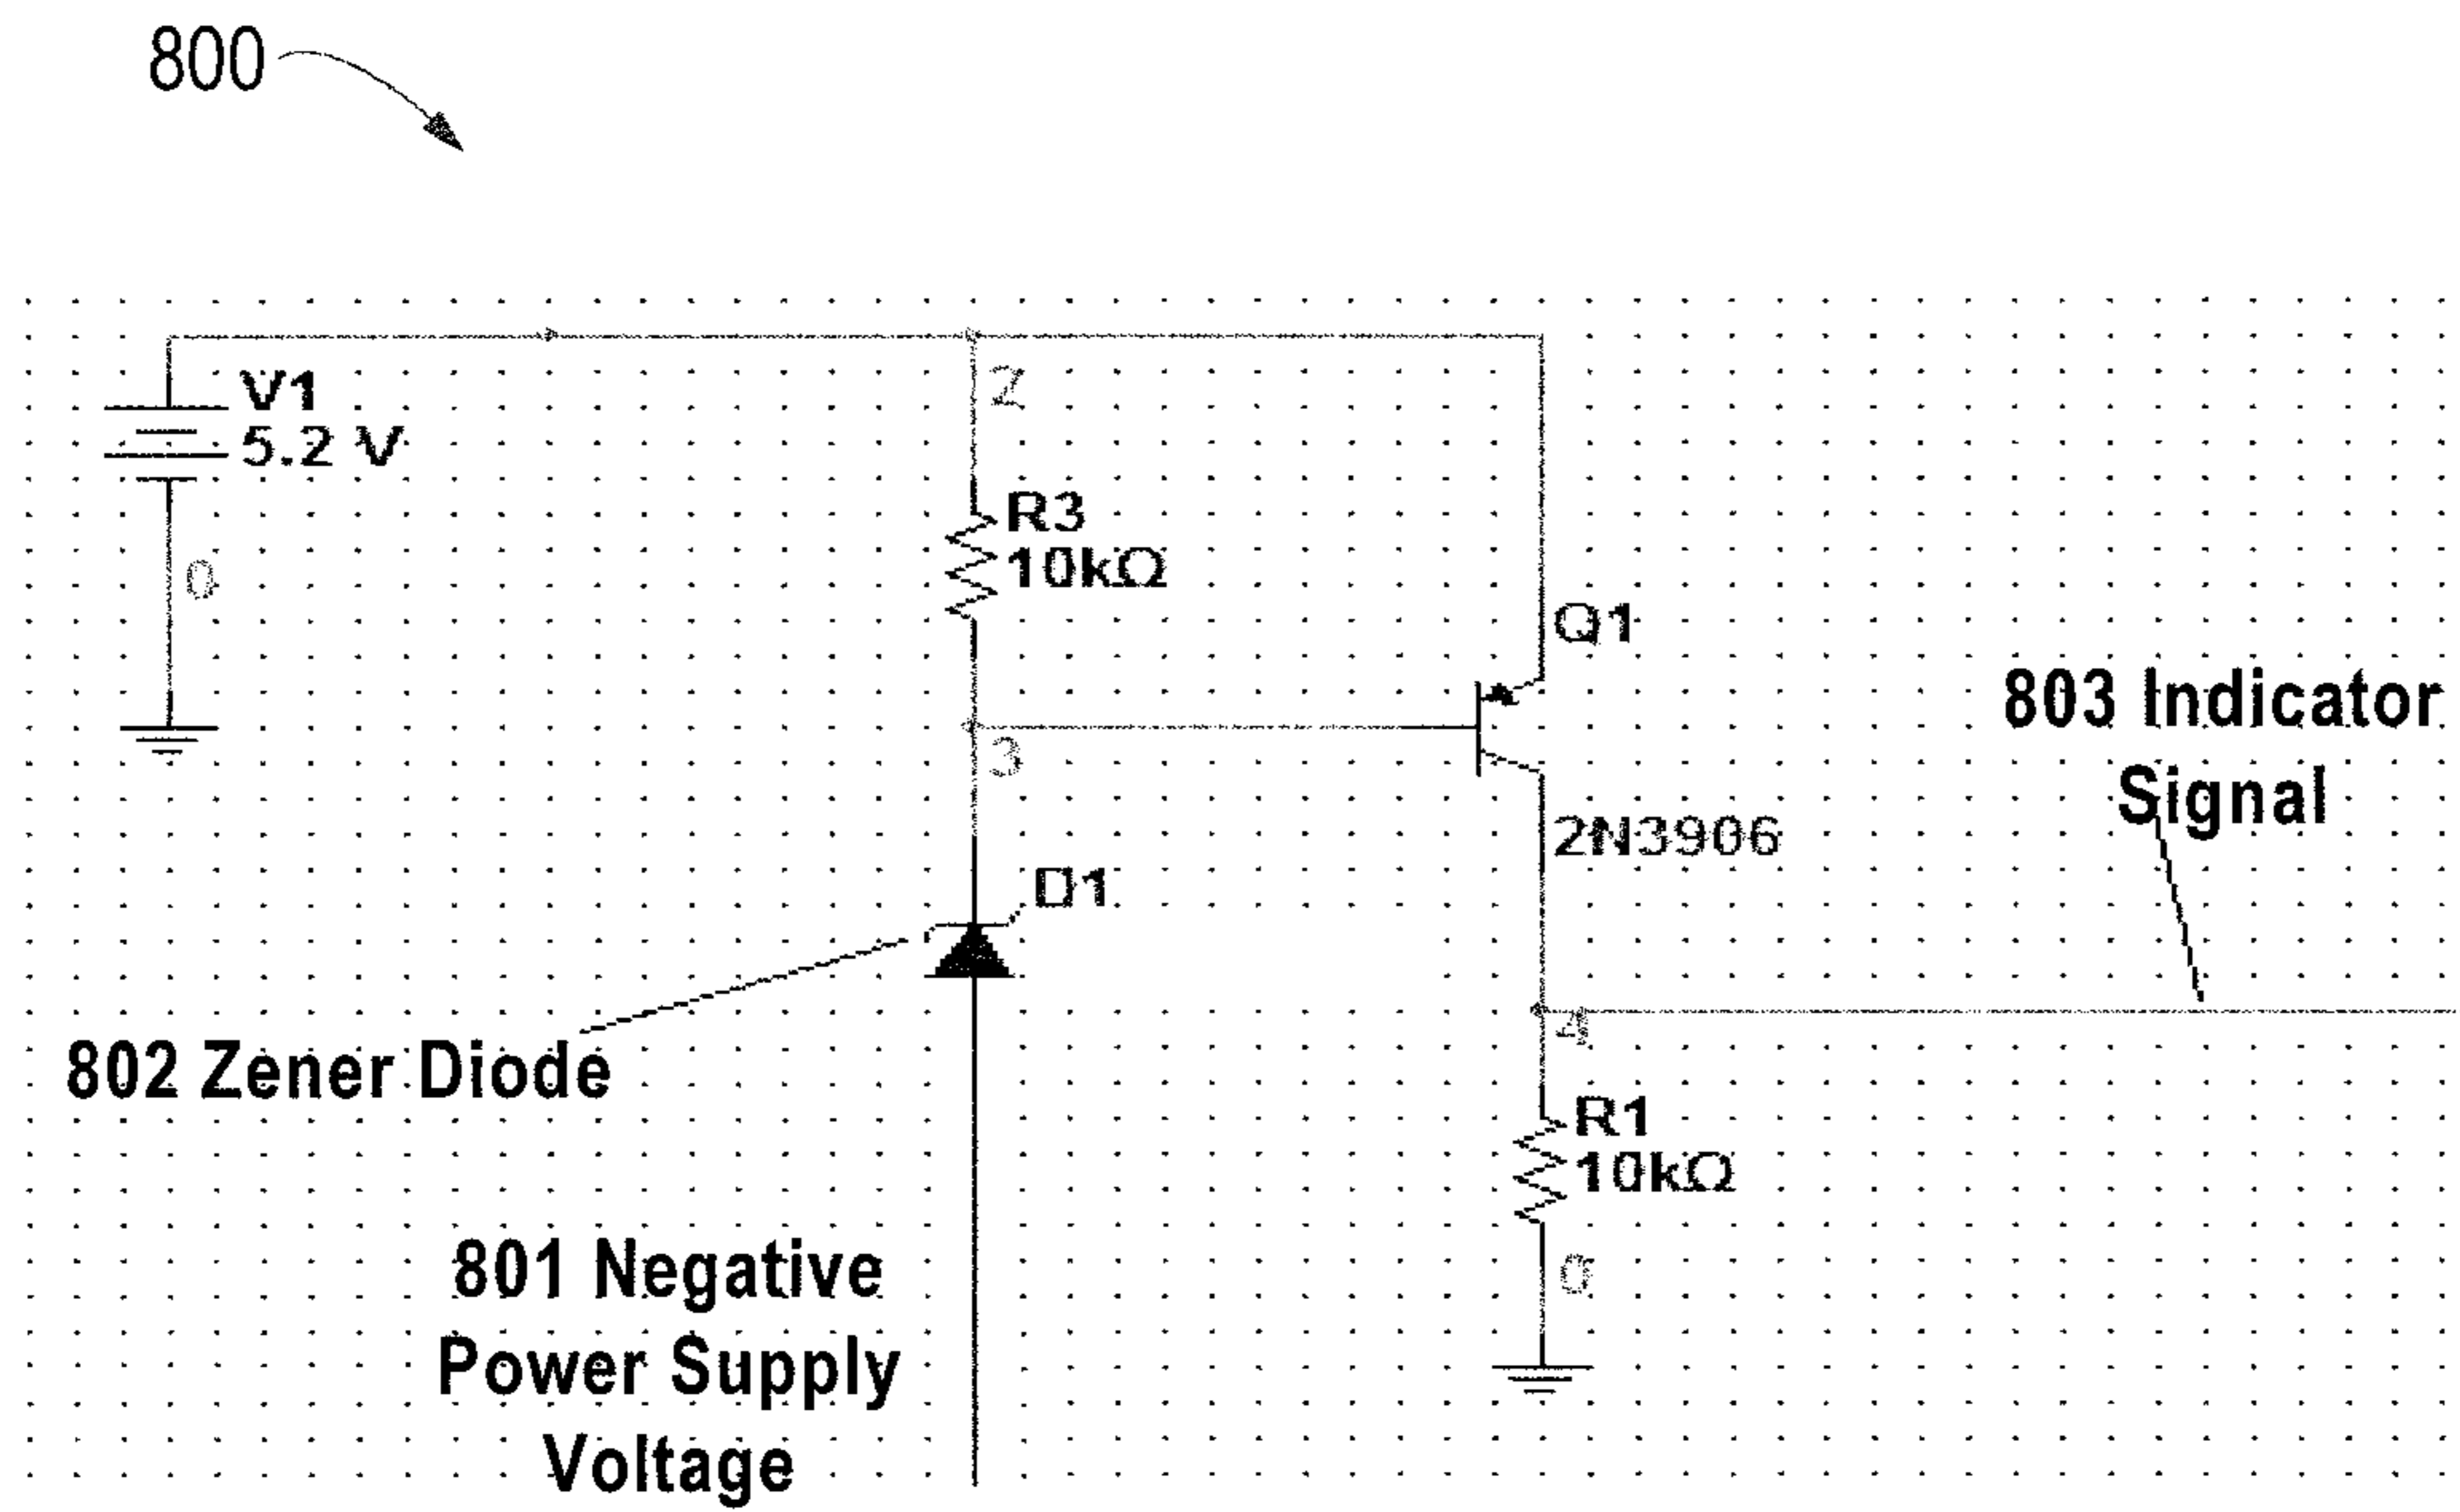 800
V1
5.2 V
2
R3
10kΩ
0
Q1
803 Indicator
Signal
3
2N3906
D1
802 Zener Diode
4
R1
10kΩ
801 Negative
Power Supply
Voltage
0